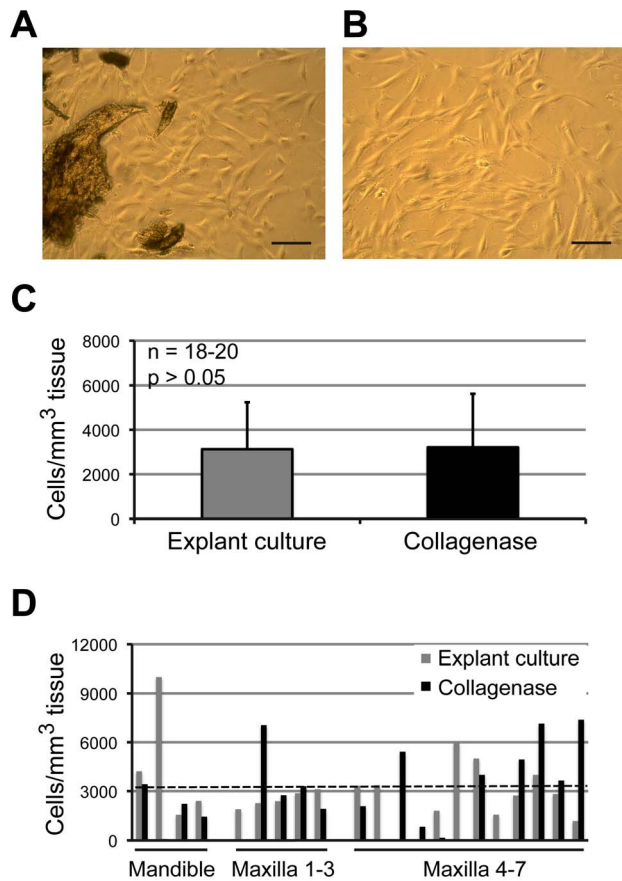 A
B
C
8000
6000
4000
2000
0
Cells/mm³ tissue
n = 18-20
p > 0.05
Explant culture
Collagenase
D
12000
9000
6000
3000
0
Cells/mm³ tissue
Explant culture
Collagenase
Mandible
Maxilla 1-3
Maxilla 4-7